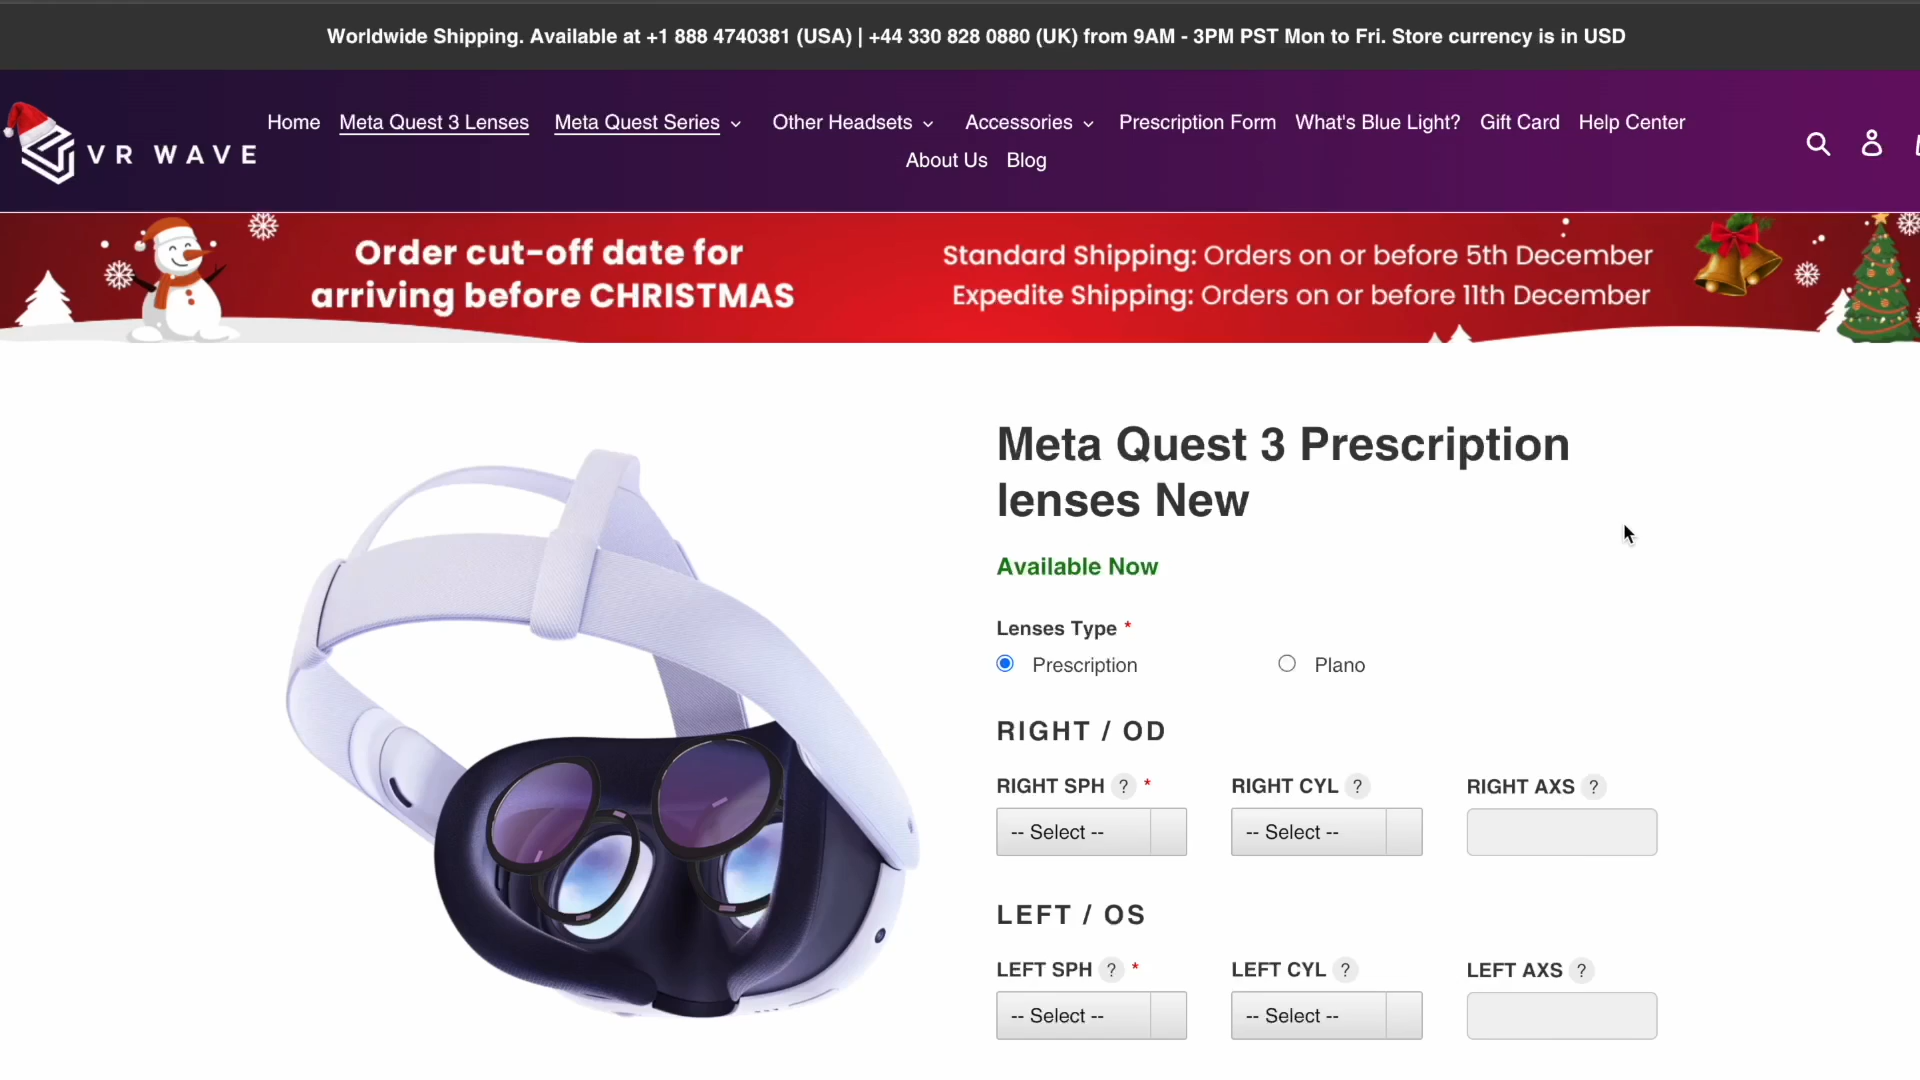 Worldwide Shipping. Available at +1 888 4740381 (USA) | +44 330 828 0880 (UK) from 9AM - 3PM PST Mon to Fri. Store currency is in USD
VR WAVE
Home Meta Quest 3 Lenses Meta Quest Series Other Headsets Accessories Prescription Form What's Blue Light? Gift Card Help Center
About Us Blog
Order cut-off date for
arriving before CHRISTMAS
Standard Shipping: Orders on or before 5th December
Expedite Shipping: Orders on or before 11th December
Meta Quest 3 Prescription
lenses New
Available Now
Lenses Type *
Prescription Plano
RIGHT / OD
RIGHT SPH ? * RIGHT CYL ? RIGHT AXS ?
-- Select -- -- Select --
LEFT / OS
LEFT SPH ? * LEFT CYL ? LEFT AXS ?
-- Select -- -- Select --